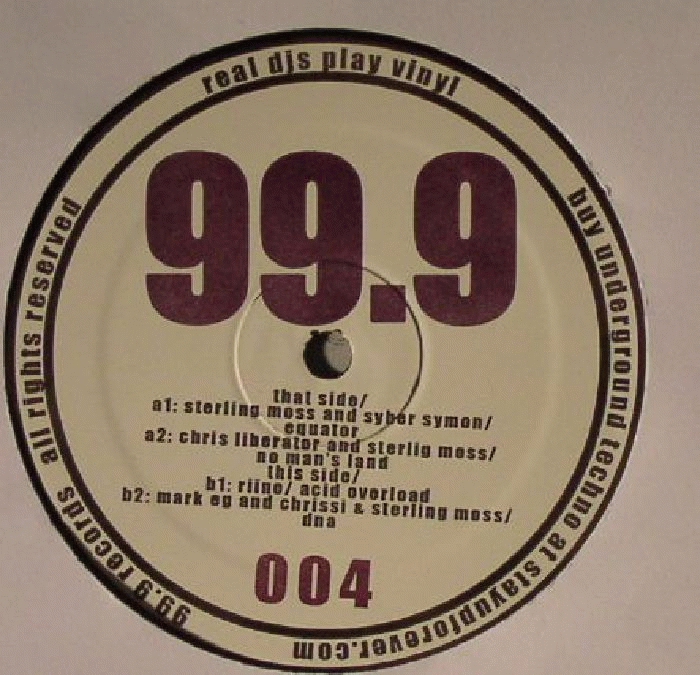 real djs play vinyl
99.9
that side/
a1: sterling moss and syber symon/
equator
a2: chris liberator and sterlig moss/
no man's land
this side/
b1: riino/ acid overload
b2: mark eg and chrissi & sterling moss/
dna
004
buy underground techno at stayupforever.com
99.9 records all rights reserved